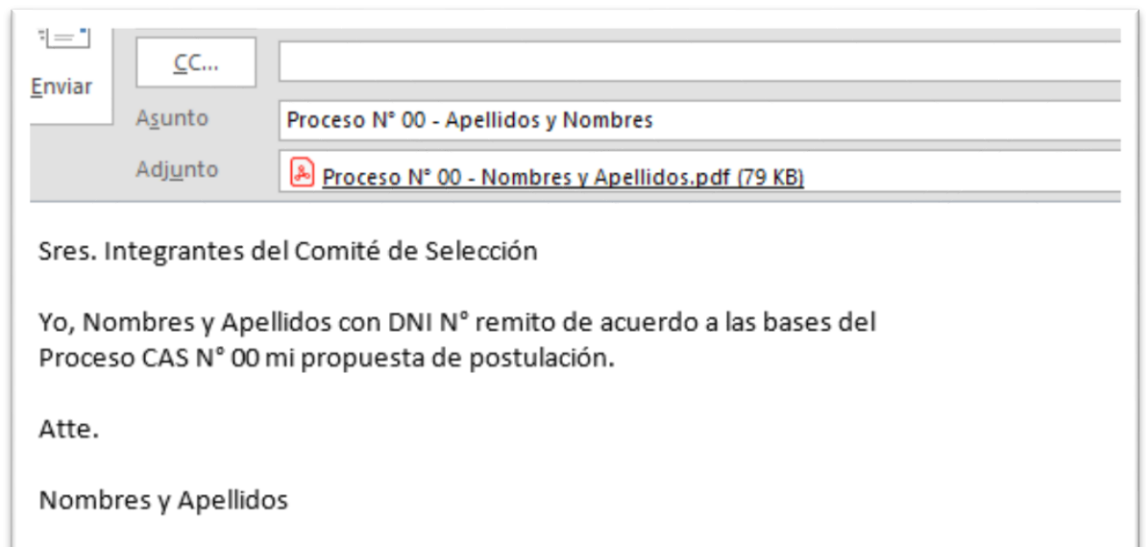 CC...
Enviar
Asunto
Proceso N° 00 - Apellidos y Nombres
Adjunto
Proceso N° 00 - Nombres y Apellidos.pdf (79 KB)
Sres. Integrantes del Comité de Selección
Yo, Nombres y Apellidos con DNI N° remito de acuerdo a las bases del
Proceso CAS N° 00 mi propuesta de postulación.
Atte.
Nombres y Apellidos